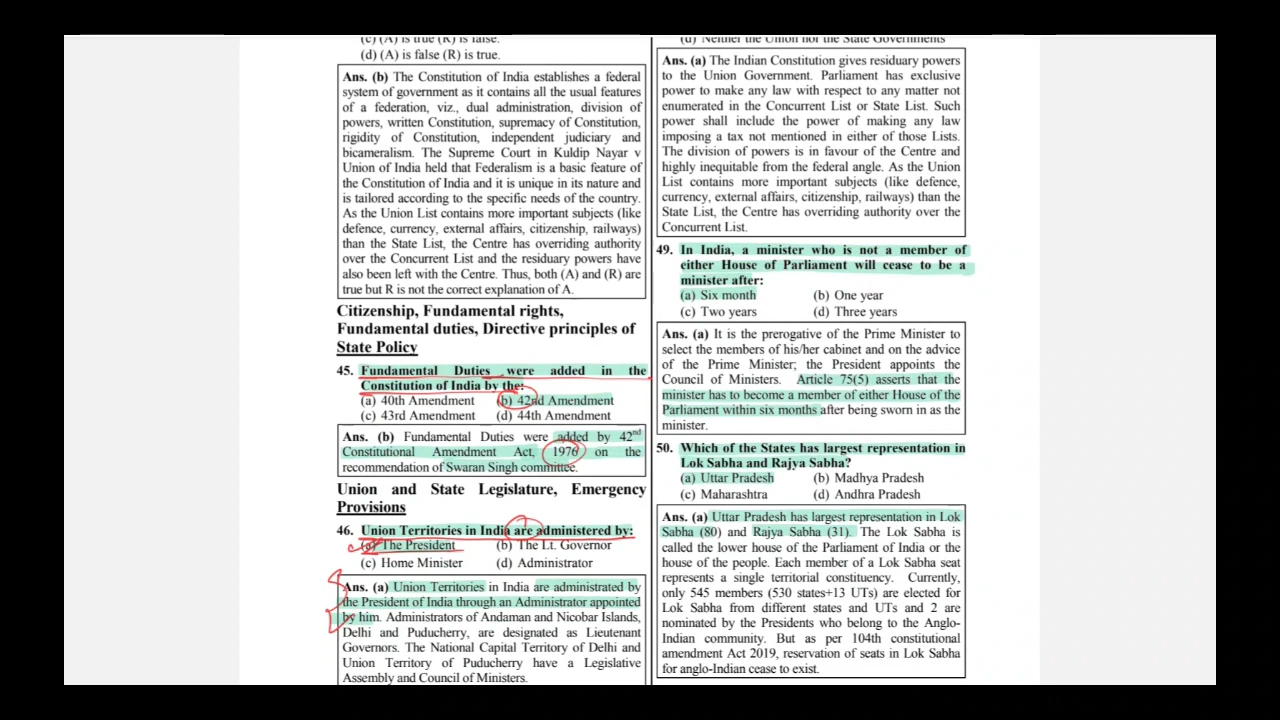 (c) (A) is true (R) is false.
(d) (A) is false (R) is true.
Ans. (b) The Constitution of India establishes a federal
system of government as it contains all the usual features
of a federation, viz., dual administration, division of
powers, written Constitution, supremacy of Constitution,
rigidity of Constitution, independent judiciary and
bicameralism. The Supreme Court in Kuldip Nayar v
Union of India held that Federalism is a basic feature of
the Constitution of India and it is unique in its nature and
is tailored according to the specific needs of the country.
As the Union List contains more important subjects (like
defence, currency, external affairs, citizenship, railways)
than the State List, the Centre has overriding authority
over the Concurrent List and the residuary powers have
also been left with the Centre. Thus, both (A) and (R) are
true but R is not the correct explanation of A.
Citizenship, Fundamental rights,
Fundamental duties, Directive principles of
State Policy
45. Fundamental Duties were added in the
Constitution of India by the:
(a) 40th Amendment (b) 42nd Amendment
(c) 43rd Amendment (d) 44th Amendment
Ans. (b) Fundamental Duties were added by 42nd
Constitutional Amendment Act, 1976 on the
recommendation of Swaran Singh committee.
Union and State Legislature, Emergency
Provisions
46. Union Territories in India are administered by:
(a) The President (b) The Lt. Governor
(c) Home Minister (d) Administrator
Ans. (a) Union Territories in India are administered by
the President of India through an Administrator appointed
by him. Administrators of Andaman and Nicobar Islands,
Delhi and Puducherry, are designated as Lieutenant
Governors. The National Capital Territory of Delhi and
Union Territory of Puducherry have a Legislative
Assembly and Council of Ministers.
(d) Neither the Union nor the State Governments
Ans. (a) The Indian Constitution gives residuary powers
to the Union Government. Parliament has exclusive
power to make any law with respect to any matter not
enumerated in the Concurrent List or State List. Such
power shall include the power of making any law
imposing a tax not mentioned in either of those Lists.
The division of powers is in favour of the Centre and
highly inequitable from the federal angle. As the Union
List contains more important subjects (like defence,
currency, external affairs, citizenship, railways) than the
State List, the Centre has overriding authority over the
Concurrent List.
49. In India, a minister who is not a member of
either House of Parliament will cease to be a
minister after:
(a) Six month (b) One year
(c) Two years (d) Three years
Ans. (a) It is the prerogative of the Prime Minister to
select the members of his/her cabinet and on the advice
of the Prime Minister; the President appoints the
Council of Ministers. Article 75(5) asserts that the
minister has to become a member of either House of the
Parliament within six months after being sworn in as the
minister.
50. Which of the States has largest representation in
Lok Sabha and Rajya Sabha?
(a) Uttar Pradesh (b) Madhya Pradesh
(c) Maharashtra (d) Andhra Pradesh
Ans. (a) Uttar Pradesh has largest representation in Lok
Sabha (80) and Rajya Sabha (31). The Lok Sabha is
called the lower house of the Parliament of India or the
house of the people. Each member of a Lok Sabha seat
represents a single territorial constituency. Currently,
only 545 members (530 states+13 UTs) are elected for
Lok Sabha from different states and UTs and 2 are
nominated by the Presidents who belong to the Anglo-
Indian community. But as per 104th constitutional
amendment Act 2019, reservation of seats in Lok Sabha
for anglo-Indian cease to exist.